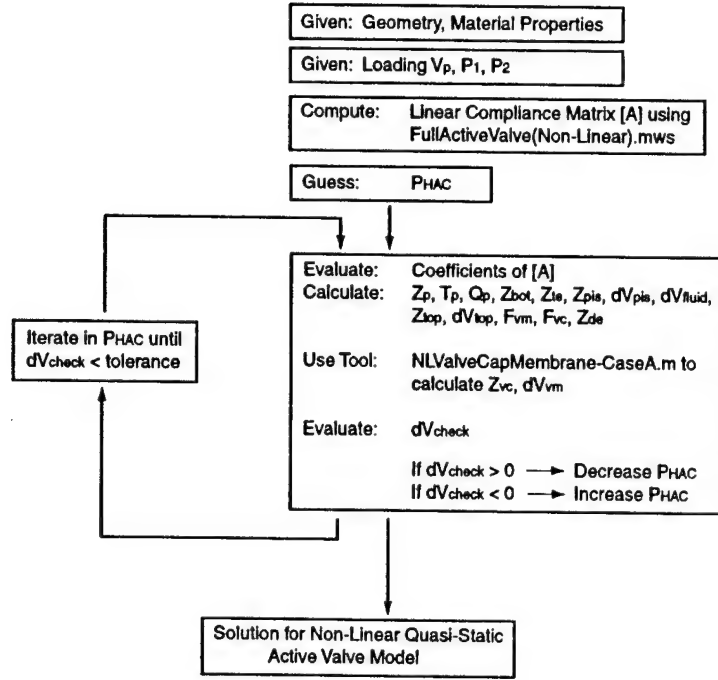 Given: Geometry, Material Properties
Given: Loading Vp, P1, P2
Compute: Linear Compliance Matrix [A] using
FullActiveValve(Non-Linear).mws
Guess: PHAC
Evaluate: Coefficients of [A]
Calculate: Zp, Tp, Qp, Zbot, Zte, Zpis, dVpis, dVfluid,
Ztop, dVtop, Fvm, Fvc, Zde
Use Tool: NLValveCapMembrane-CaseA.m to
calculate Zvc, dVvm
Evaluate: dVcheck
If dVcheck > 0 → Decrease PHAC
If dVcheck < 0 → Increase PHAC
Iterate in PHAC until
dVcheck < tolerance
Solution for Non-Linear Quasi-Static
Active Valve Model